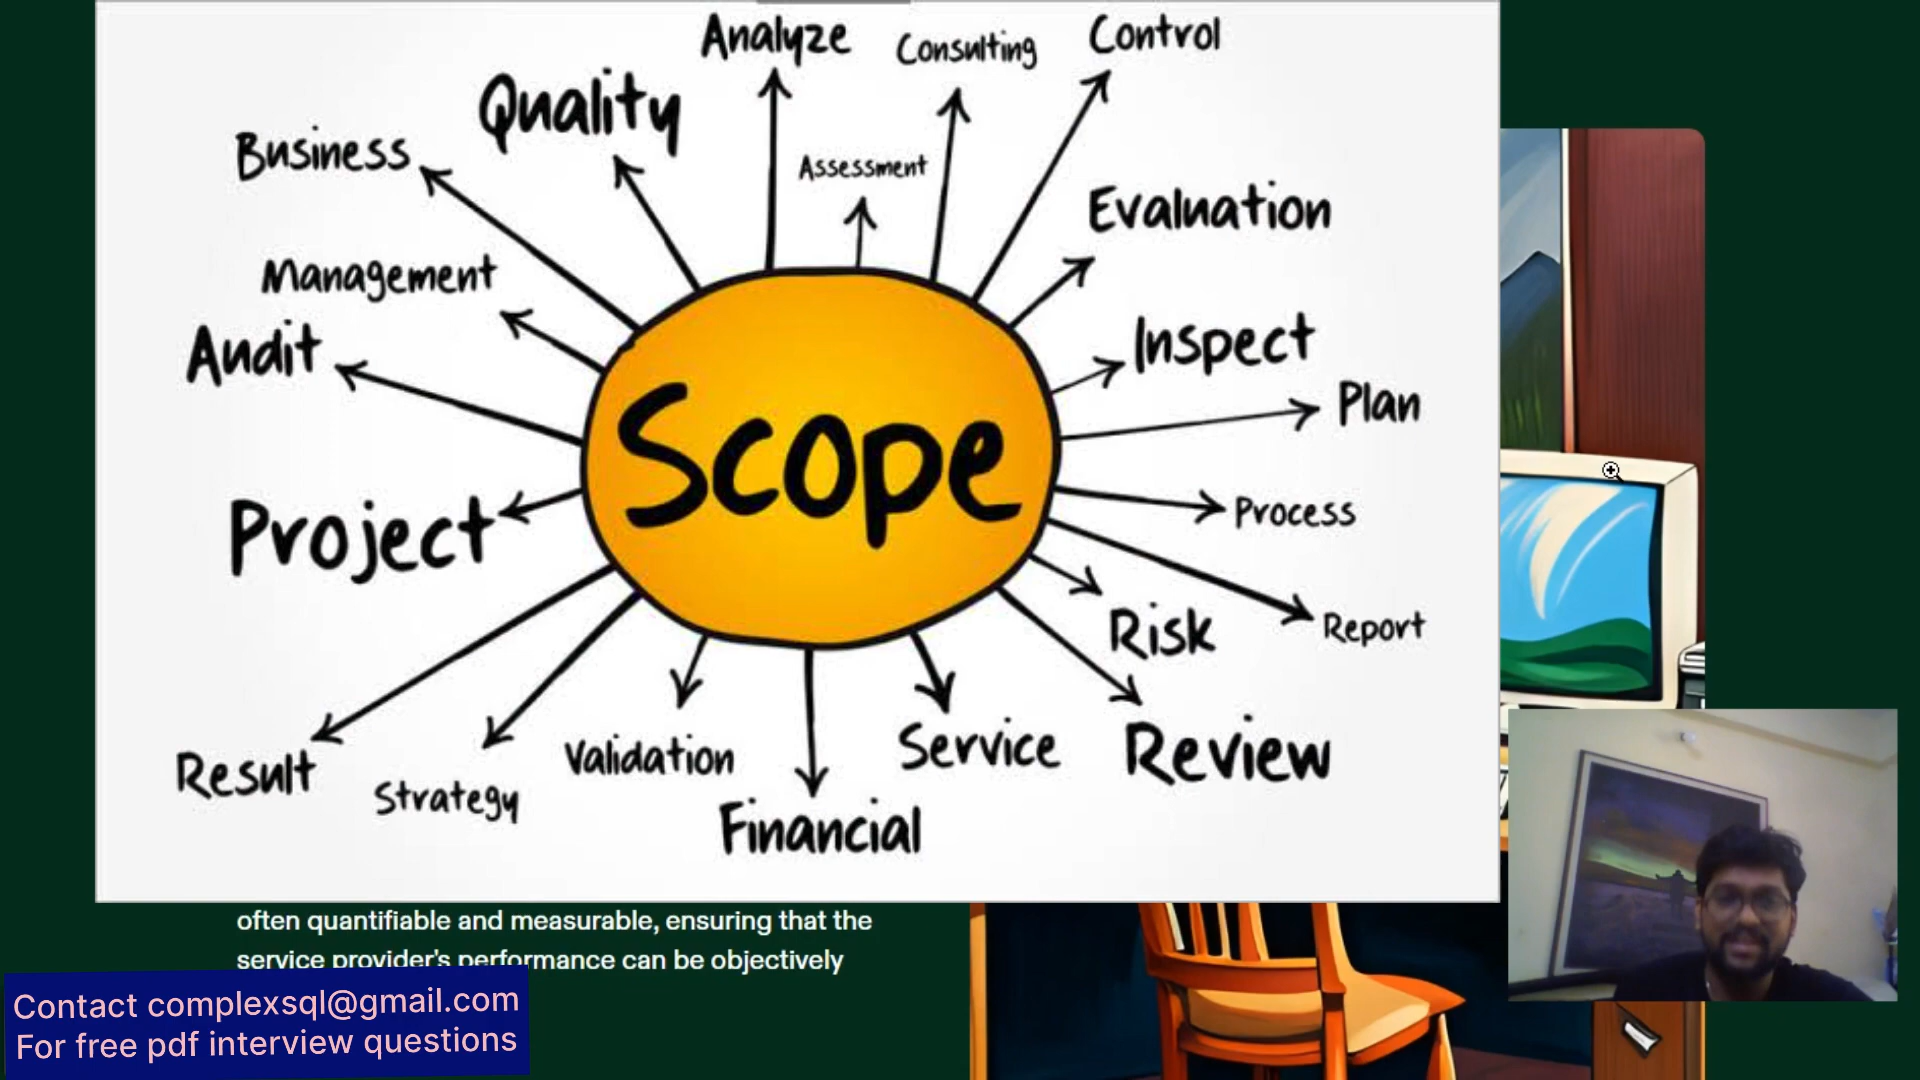 Analyze
Consulting
Control
Quality
Business
Assessment
Evaluation
Management
Audit
Inspect
Plan
Scope
Project
Process
Report
Risk
Result
Strategy
Validation
Financial
Service
Review
often quantifiable and measurable, ensuring that the
service provider's performance can be objectively
Contact complexsql@gmail.com
For free pdf interview questions